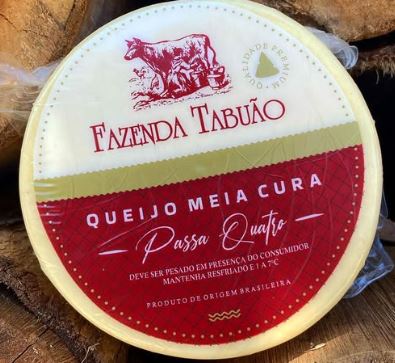 QUALIDADE PREMIUM
FAZENDA TABUÃO
QUEIJO MEIA CURA
Passa Quatro
DEVE SER PESADO EM PRESENÇA DO CONSUMIDOR
MANTENHA RESFRIADO E 1 A 7°C
PRODUTO DE ORIGEM BRASILEIRA